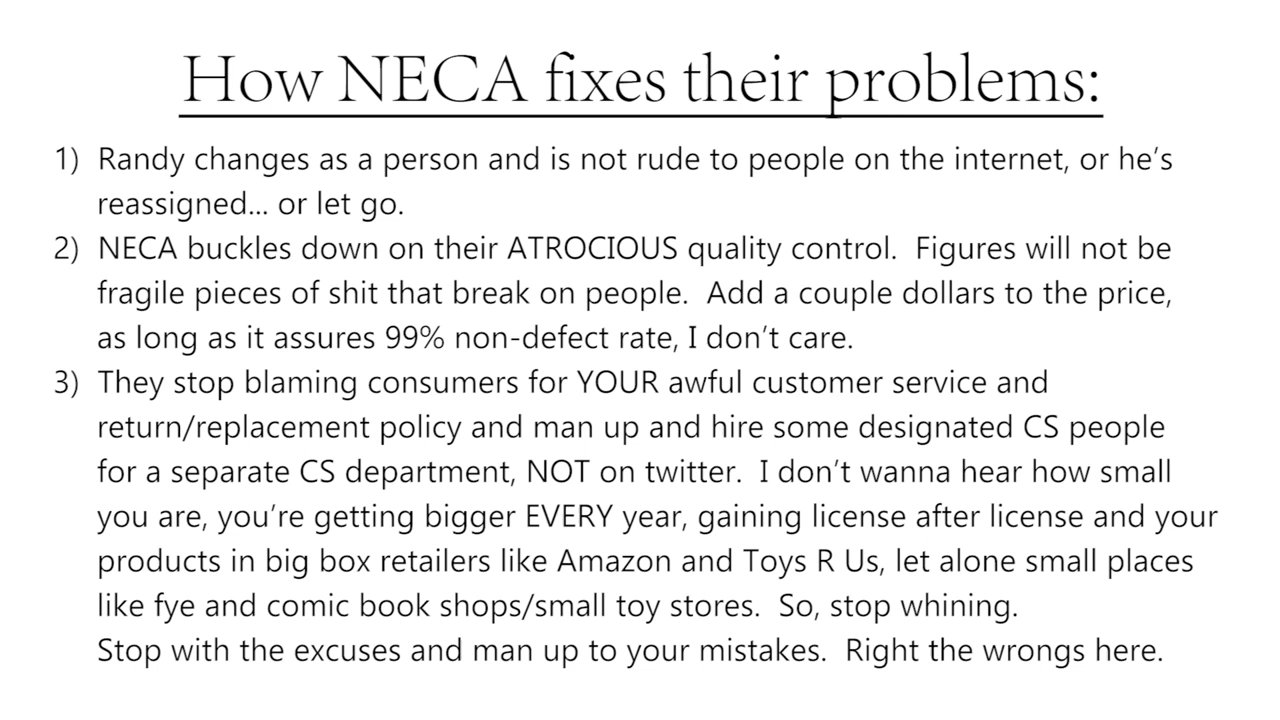 How NECA fixes their problems:
1) Randy changes as a person and is not rude to people on the internet, or he's
reassigned... or let go.
2) NECA buckles down on their ATROCIOUS quality control.  Figures will not be
fragile pieces of shit that break on people.  Add a couple dollars to the price,
as long as it assures 99% non-defect rate, I don't care.
3) They stop blaming consumers for YOUR awful customer service and
return/replacement policy and man up and hire some designated CS people
for a separate CS department, NOT on twitter.  I don't wanna hear how small
you are, you're getting bigger EVERY year, gaining license after license and your
products in big box retailers like Amazon and Toys R Us, let alone small places
like fye and comic book shops/small toy stores.  So, stop whining.
Stop with the excuses and man up to your mistakes.  Right the wrongs here.